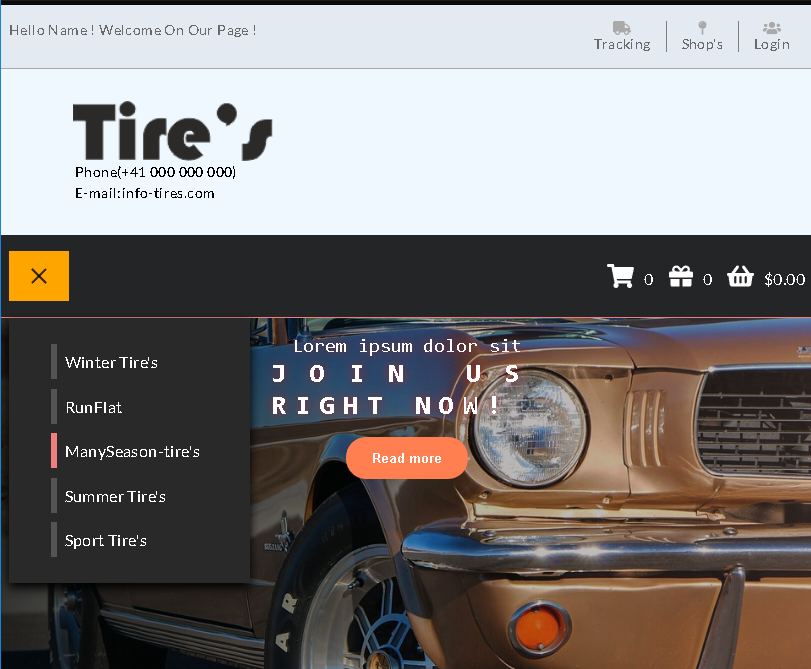 Hello Name ! Welcome On Our Page !
Tracking
Shop's
Login
Tire's
Phone(+41 000 000 000)
E-mail:info-tires.com
0
0
$0.00
Winter Tire's
RunFlat
ManySeason-tire's
Summer Tire's
Sport Tire's
Lorem ipsum dolor sit
JOIN US
RIGHT NOW!
Read more
AR